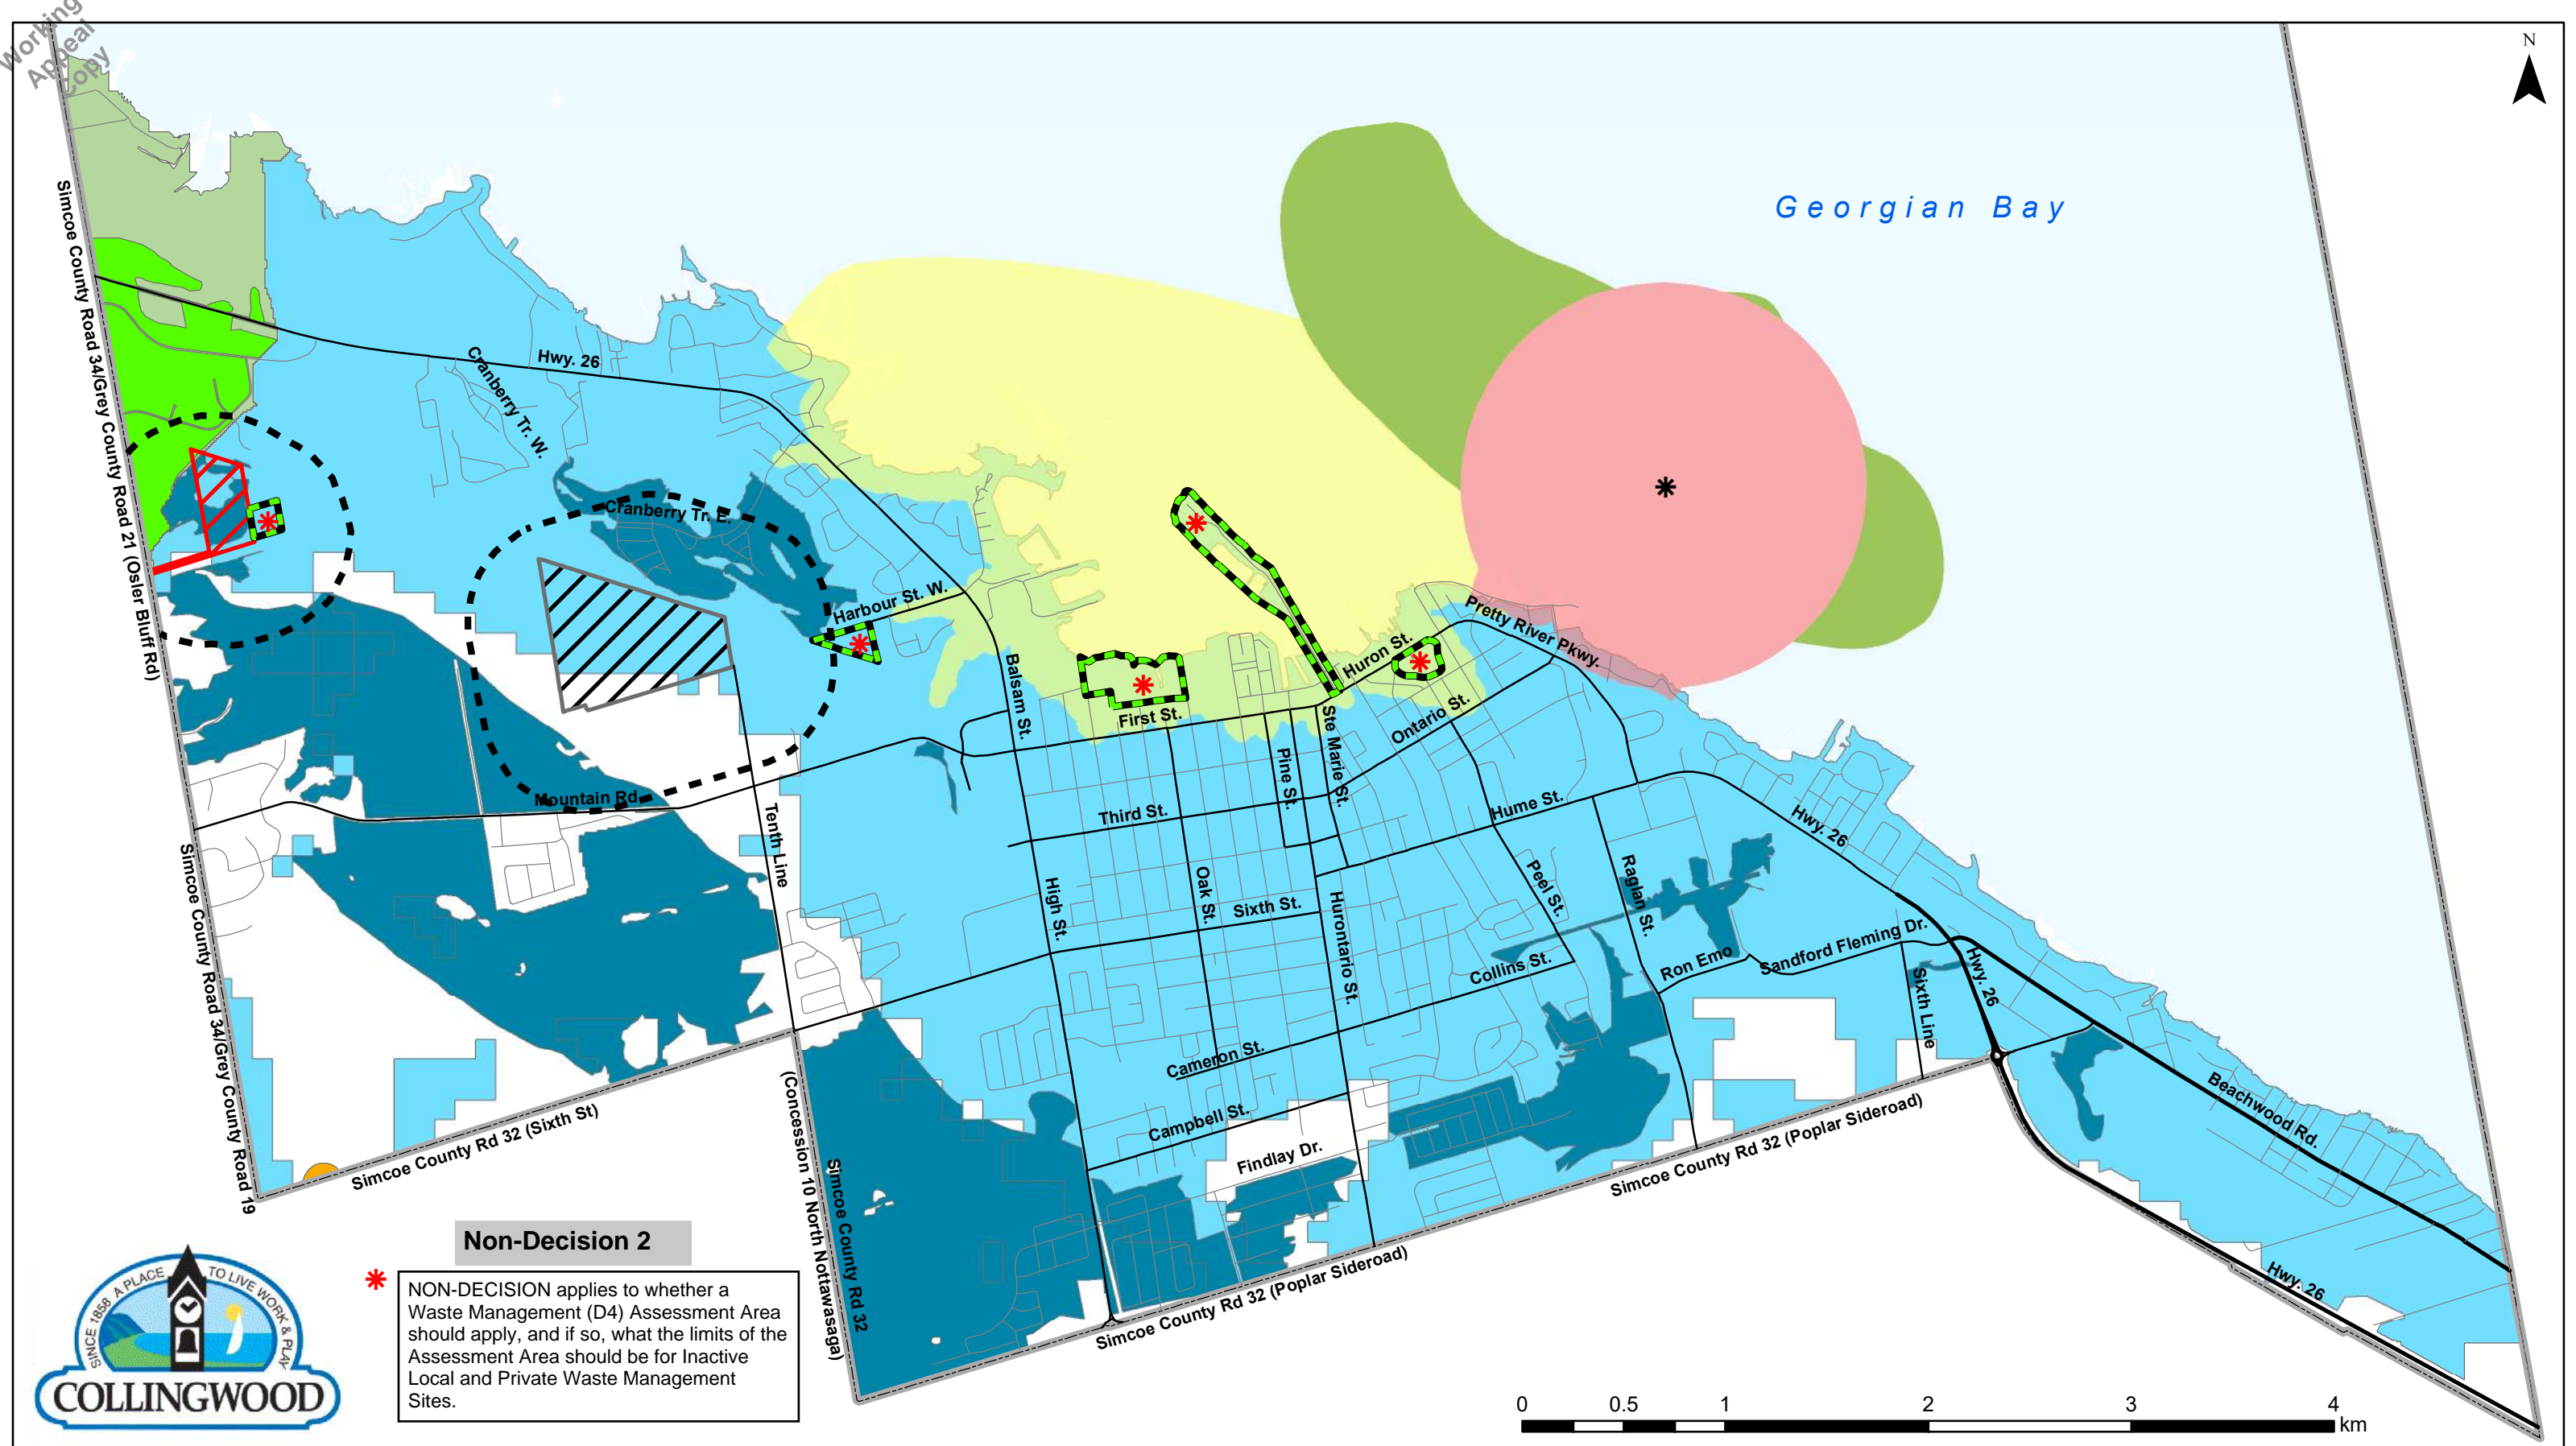 Working
Appeal
Copy
N
Georgian Bay
Simcoe County Road 34/Grey County Road 21 (Osler Bluff Rd)
Hwy. 26
Cranberry Tr. W.
Cranberry Tr. E.
Harbour St. W.
Balsam St.
First St.
Huron St.
Pretty River Pkwy.
Ontario St.
Ste Marie St.
Pine St.
Third St.
Hume St.
Hwy. 26
Mountain Rd.
Tenth Line
High St.
Oak St.
Sixth St.
Hurontario St.
Peel St.
Raglan St.
Collins St.
Ron Emo
Sandford Fleming Dr.
Sixth Line
Hwy. 26
Cameron St.
Campbell St.
Findlay Dr.
Beachwood Rd.
Hwy. 26
Simcoe County Road 34/Grey County Road 19
Simcoe County Rd 32 (Sixth St)
(Concession 10 North Nottawasaga)
Simcoe County Rd 32
Simcoe County Rd 32 (Poplar Sideroad)
Simcoe County Rd 32 (Poplar Sideroad)
Non-Decision 2
NON-DECISION applies to whether a
Waste Management (D4) Assessment Area
should apply, and if so, what the limits of the
Assessment Area should be for Inactive
Local and Private Waste Management
Sites.
SINCE 1858 A PLACE TO LIVE WORK & PLAY
COLLINGWOOD
0 0.5 1 2 3 4
km